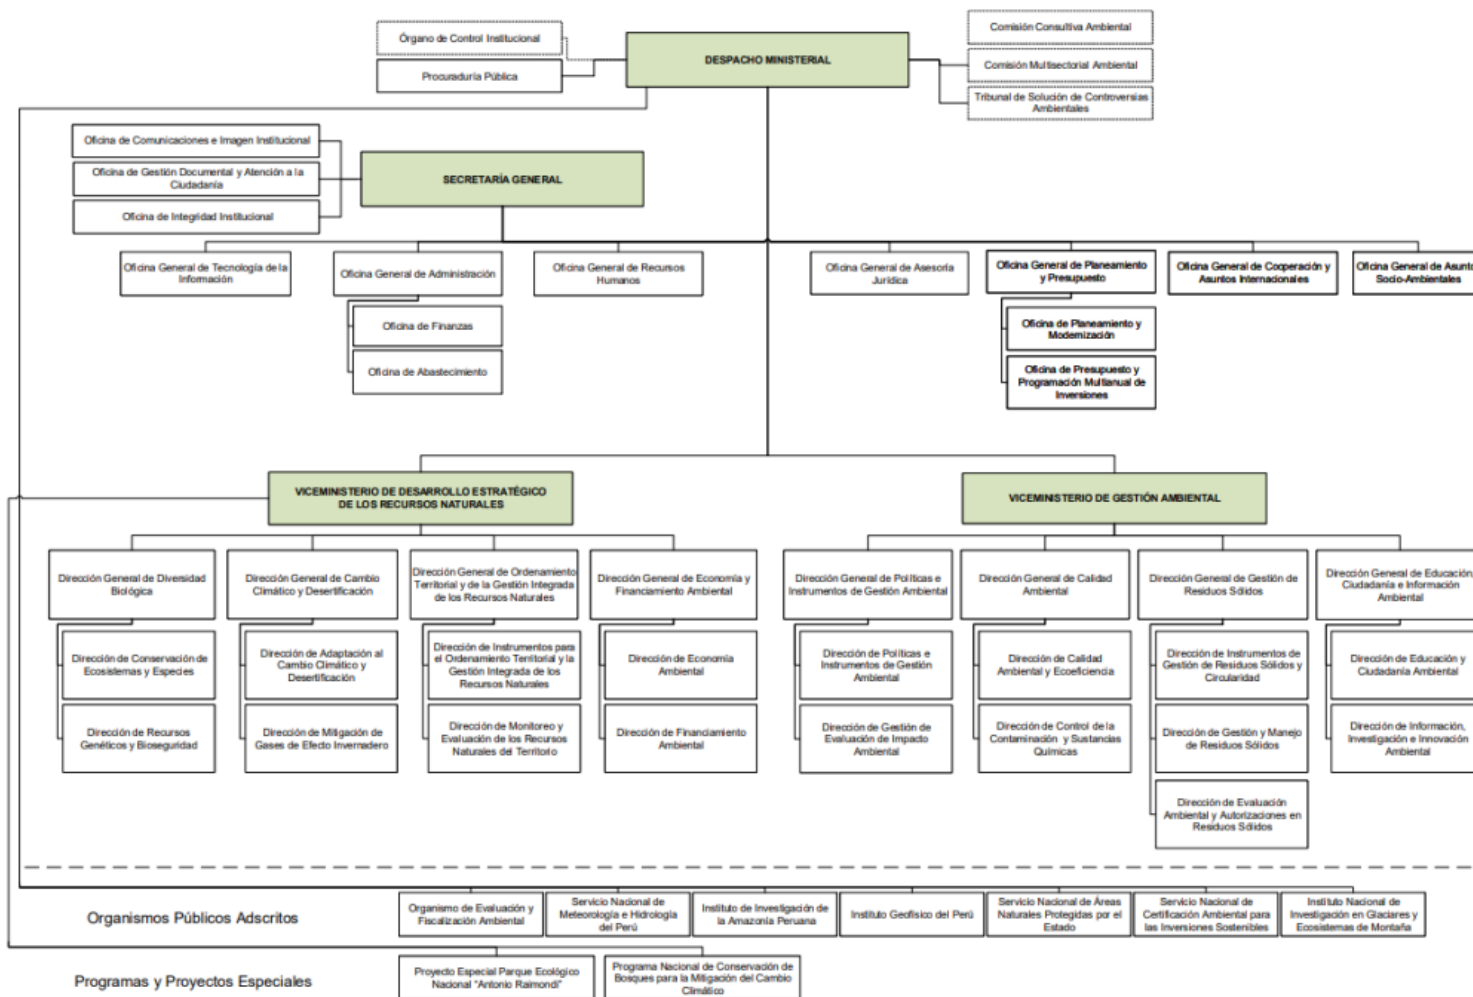 Órgano de Control Institucional
Procuraduría Pública
DESPACHO MINISTERIAL
Comisión Consultiva Ambiental
Comisión Multisectorial Ambiental
Tribunal de Solución de Controversias
Ambientales
Oficina de Comunicaciones e Imagen Institucional
Oficina de Gestión Documental y Atención a la
Ciudadanía
Oficina de Integridad Institucional
SECRETARÍA GENERAL
Oficina General de Tecnología de la
Información
Oficina General de Administración
Oficina General de Recursos
Humanos
Oficina General de Asesoría
Jurídica
Oficina General de Planeamiento
y Presupuesto
Oficina General de Cooperación y
Asuntos Internacionales
Oficina General de Asunto
Socio-Ambientales
Oficina de Finanzas
Oficina de Abastecimiento
Oficina de Planeamiento y
Modernización
Oficina de Presupuesto y
Programación Multianual de
Inversiones
VICEMINISTERIO DE DESARROLLO ESTRATÉGICO
DE LOS RECURSOS NATURALES
VICEMINISTERIO DE GESTIÓN AMBIENTAL
Dirección General de Diversidad
Biológica
Dirección General de Cambio
Climático y Desertificación
Dirección General de Ordenamiento
Territorial y de la Gestión Integrada
de los Recursos Naturales
Dirección General de Economía y
Financiamiento Ambiental
Dirección General de Políticas e
Instrumentos de Gestión Ambiental
Dirección General de Calidad
Ambiental
Dirección General de Gestión de
Residuos Sólidos
Dirección General de Educación,
Ciudadanía e Información
Ambiental
Dirección de Conservación de
Ecosistemas y Especies
Dirección de Adaptación al
Cambio Climático y
Desertificación
Dirección de Instrumentos para
el Ordenamiento Territorial y la
Gestión Integrada de los
Recursos Naturales
Dirección de Economía
Ambiental
Dirección de Políticas e
Instrumentos de Gestión
Ambiental
Dirección de Calidad
Ambiental y Ecoeficiencia
Dirección de Instrumentos de
Gestión de Residuos Sólidos y
Circularidad
Dirección de Educación y
Ciudadanía Ambiental
Dirección de Recursos
Genéticos y Bioseguridad
Dirección de Mitigación de
Gases de Efecto Invernadero
Dirección de Monitoreo y
Evaluación de los Recursos
Naturales del Territorio
Dirección de Financiamiento
Ambiental
Dirección de Gestión de
Evaluación de Impacto
Ambiental
Dirección de Control de la
Contaminación y Sustancias
Químicas
Dirección de Gestión y Manejo
de Residuos Sólidos
Dirección de Información,
Investigación e Innovación
Ambiental
Dirección de Evaluación
Ambiental y Autorizaciones en
Residuos Sólidos
Organismos Públicos Adscritos
Organismo de Evaluación y
Fiscalización Ambiental
Servicio Nacional de
Meteorología e Hidrología
del Perú
Instituto de Investigación de
la Amazonía Peruana
Instituto Geofísico del Perú
Servicio Nacional de Áreas
Naturales Protegidas por el
Estado
Servicio Nacional de
Certificación Ambiental para
las Inversiones Sostenibles
Instituto Nacional de
Investigación en Glaciares y
Ecosistemas de Montaña
Programas y Proyectos Especiales
Proyecto Especial Parque Ecológico
Nacional "Antonio Raimondi"
Programa Nacional de Conservación de
Bosques para la Mitigación del Cambio
Climático